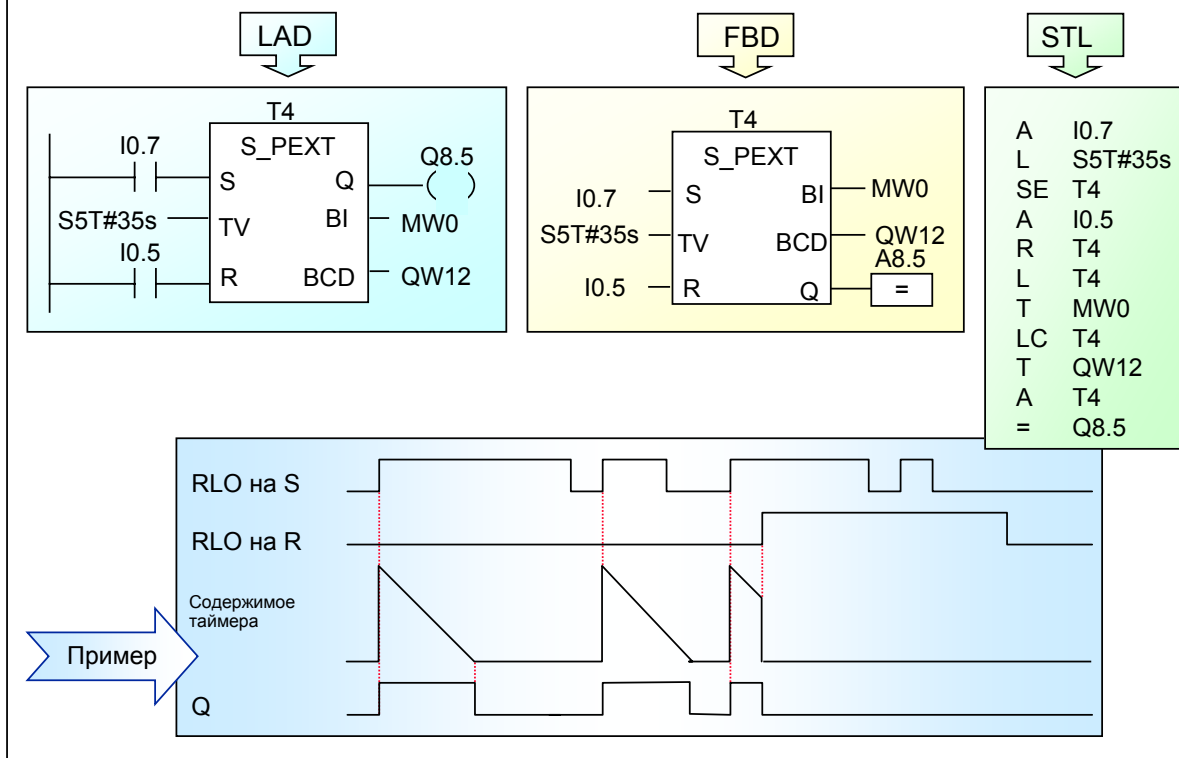 LAD
T4
S_PEXT
I0.7
S
Q
Q8.5
( )
S5T#35s
TV
BI
MW0
I0.5
R
BCD
QW12
FBD
T4
S_PEXT
I0.7
S
BI
MW0
S5T#35s
TV
BCD
QW12
A8.5
I0.5
R
Q
=
STL
A I0.7
L S5T#35s
SE T4
A I0.5
R T4
L T4
T MW0
LC T4
T QW12
A T4
= Q8.5
RLO на S
RLO на R
Содержимое
таймера
Пример
Q